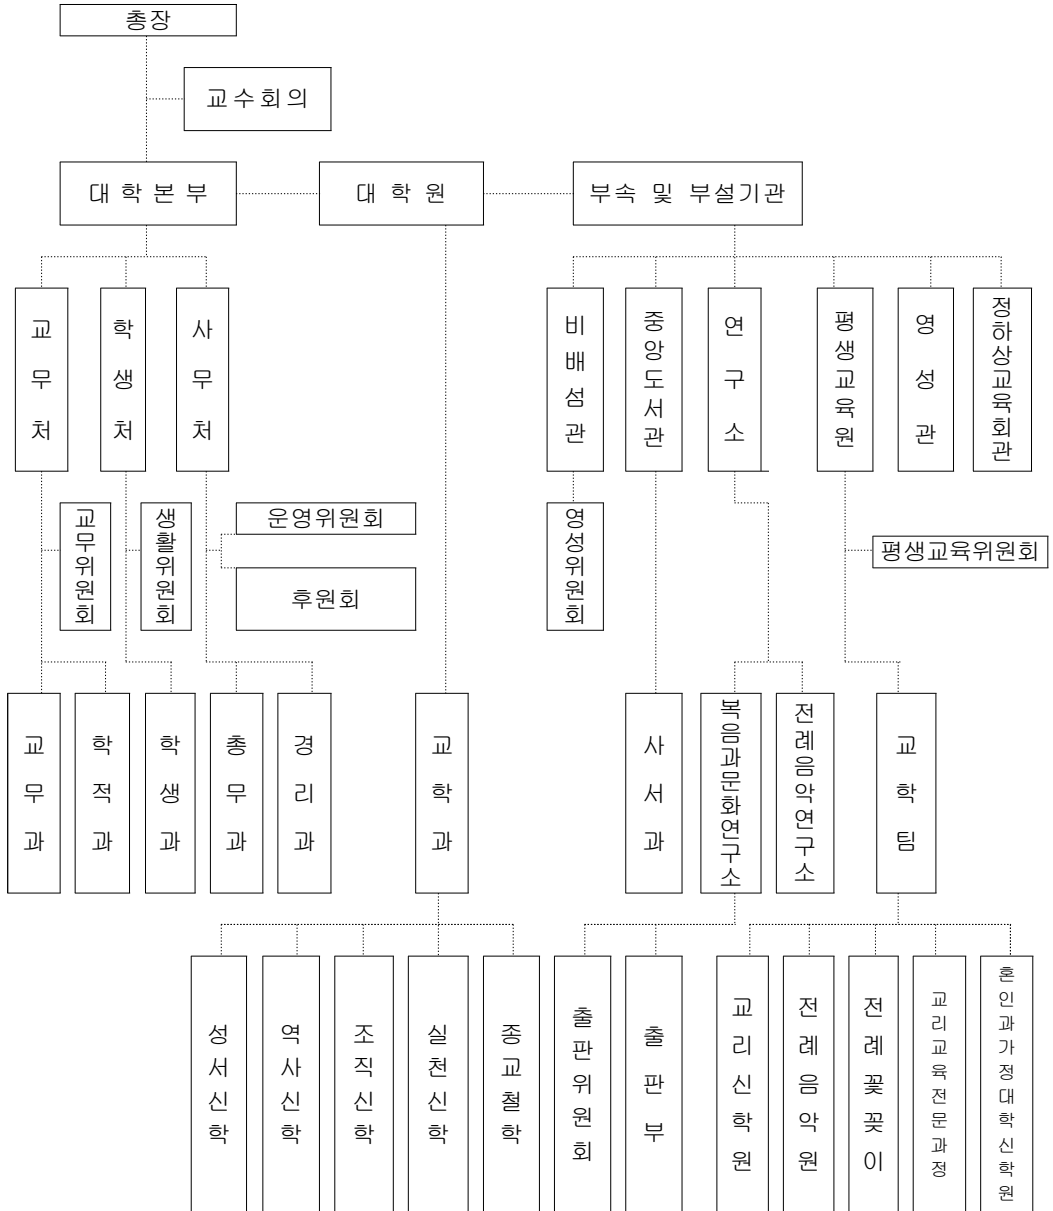 총장
교수회의
대학본부
대학원
부속 및 부설기관
교무처
학생처
사무처
비배섬관
중앙도서관
연구소
평생교육원
영성관
정하상교육회관
교무위원회
생활위원회
운영위원회
후원회
영성위원회
평생교육위원회
교무과
학적과
학생과
총무과
경리과
교학과
사서과
복음과문화연구소
전례음악연구소
교학팀
성서신학
역사신학
조직신학
실천신학
종교철학
출판위원회
출판부
교리신학원
전례음악원
전례꽃꽂이
교리교육전문과정
혼인과가정대학신학원